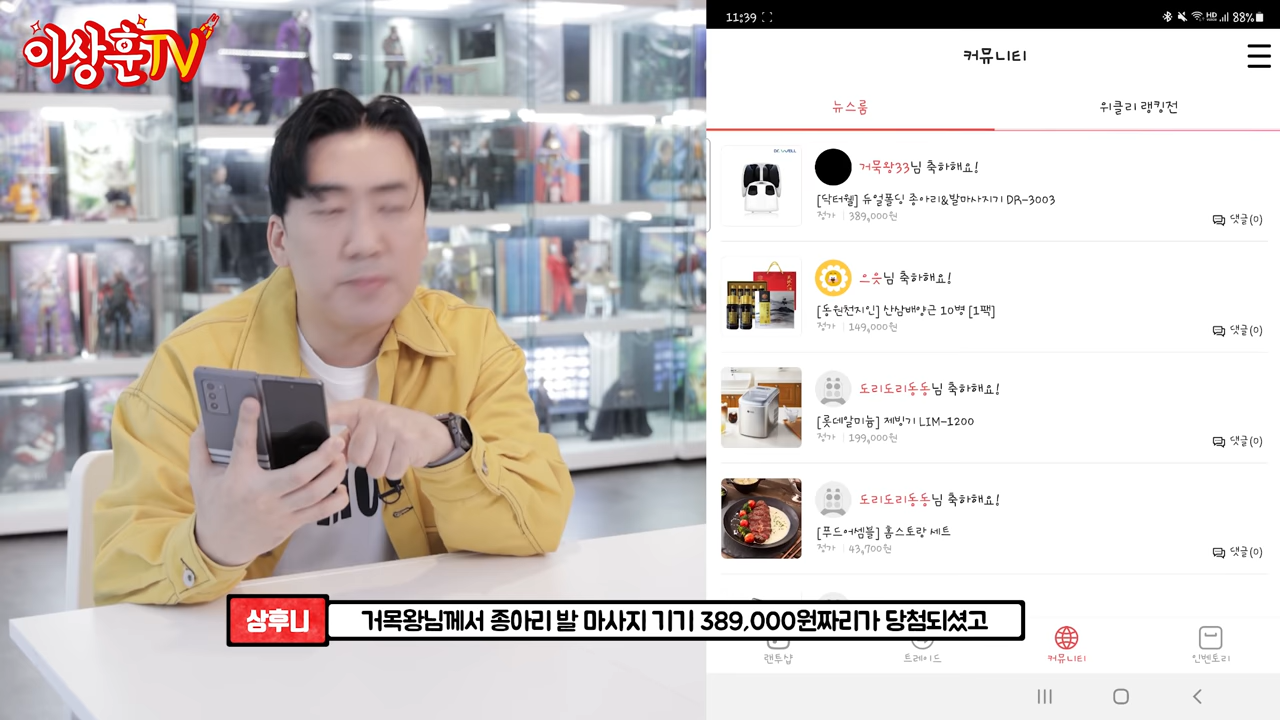 이상훈TV
11:39
HD
88%
커뮤니티
뉴스룸
위클리 랭킹전
거목왕33님 축하해요!
[닥터웰] 듀얼폴딩 종아리&발마사지기 DR-3003
정가 | 389,000원
댓글(0)
으읏님 축하해요!
[동원천지인] 산삼배양근 10병 [1팩]
정가 | 149,000원
댓글(0)
도리도리동동님 축하해요!
[롯데알미늄] 제빙기 LIM-1200
정가 | 199,000원
댓글(0)
도리도리동동님 축하해요!
[푸드어셈블] 홈스토랑 세트
정가 | 43,700원
댓글(0)
상후니
거목왕님께서 종아리 발 마사지 기기 389,000원짜리가 당첨되셨고
랜투샵
트레이드
커뮤니티
인벤토리